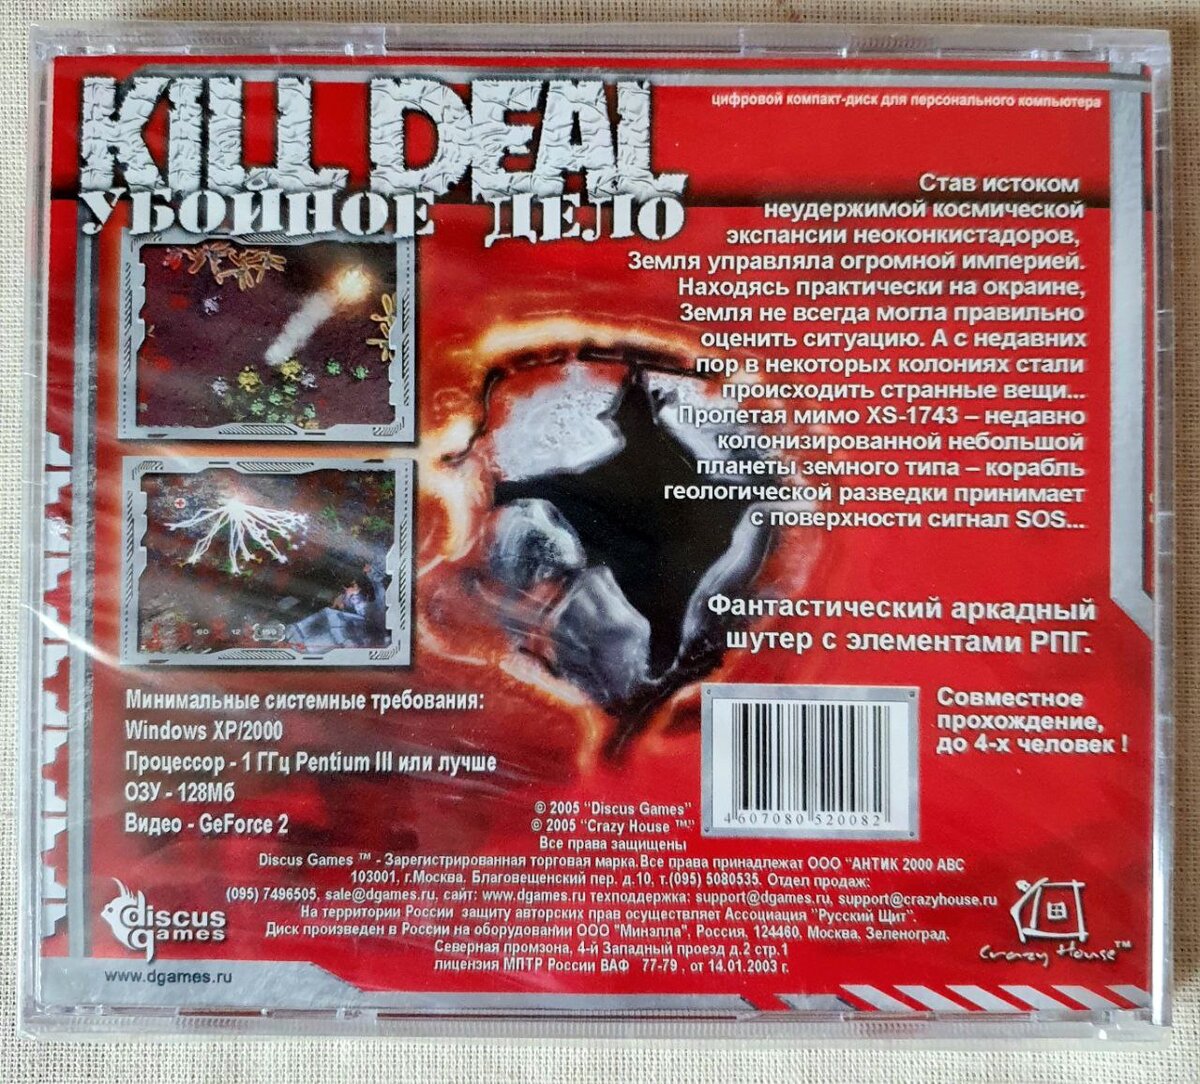 KILL DEAL
УБОЙНОЕ ДЕЛО
цифровой компакт-диск для персонального компьютера
Став истоком
неудержимой космической
экспансии неоконкистадоров,
Земля управляла огромной империей.
Находясь практически на окраине,
Земля не всегда могла правильно
оценить ситуацию. А с недавних
пор в некоторых колониях стали
происходить странные вещи...
Пролетая мимо XS-1743 – недавно
колонизированной небольшой
планеты земного типа – корабль
геологической разведки принимает
с поверхности сигнал SOS...
Фантастический аркадный
шутер с элементами РПГ.
Совместное
прохождение,
до 4-х человек !
Минимальные системные требования:
Windows XP/2000
Процессор - 1 ГГц Pentium III или лучше
ОЗУ - 128Мб
Видео - GeForce 2
4 607080 520082
© 2005 "Discus Games"
© 2005 "Crazy House ™"
Все права защищены
Discus Games ™ - Зарегистрированная торговая марка.Все права принадлежат ООО "АНТИК 2000 АВС
103001, г.Москва. Благовещенский пер. д.10, т.(095) 5080535. Отдел продаж:
(095) 7496505, sale@dgames.ru, сайт: www.dgames.ru техподдержка: support@dgames.ru, support@crazyhouse.ru
На территории России защиту авторских прав осуществляет Ассоциация "Русский Щит".
Диск произведен в России на оборудовании ООО "Минэлла", Россия, 124460, Москва. Зеленоград.
Северная промзона, 4-й Западный проезд д.2 стр.1
лицензия МПТР России ВАФ 77-79 , от 14.01.2003 г.
discus
games
www.dgames.ru
Crazy House™